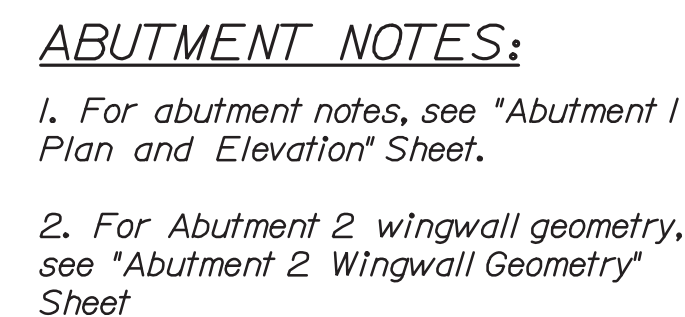 ABUTMENT NOTES:
1. For abutment notes, see "Abutment 1
Plan and Elevation" Sheet.
2. For Abutment 2 wingwall geometry,
see "Abutment 2 Wingwall Geometry"
Sheet